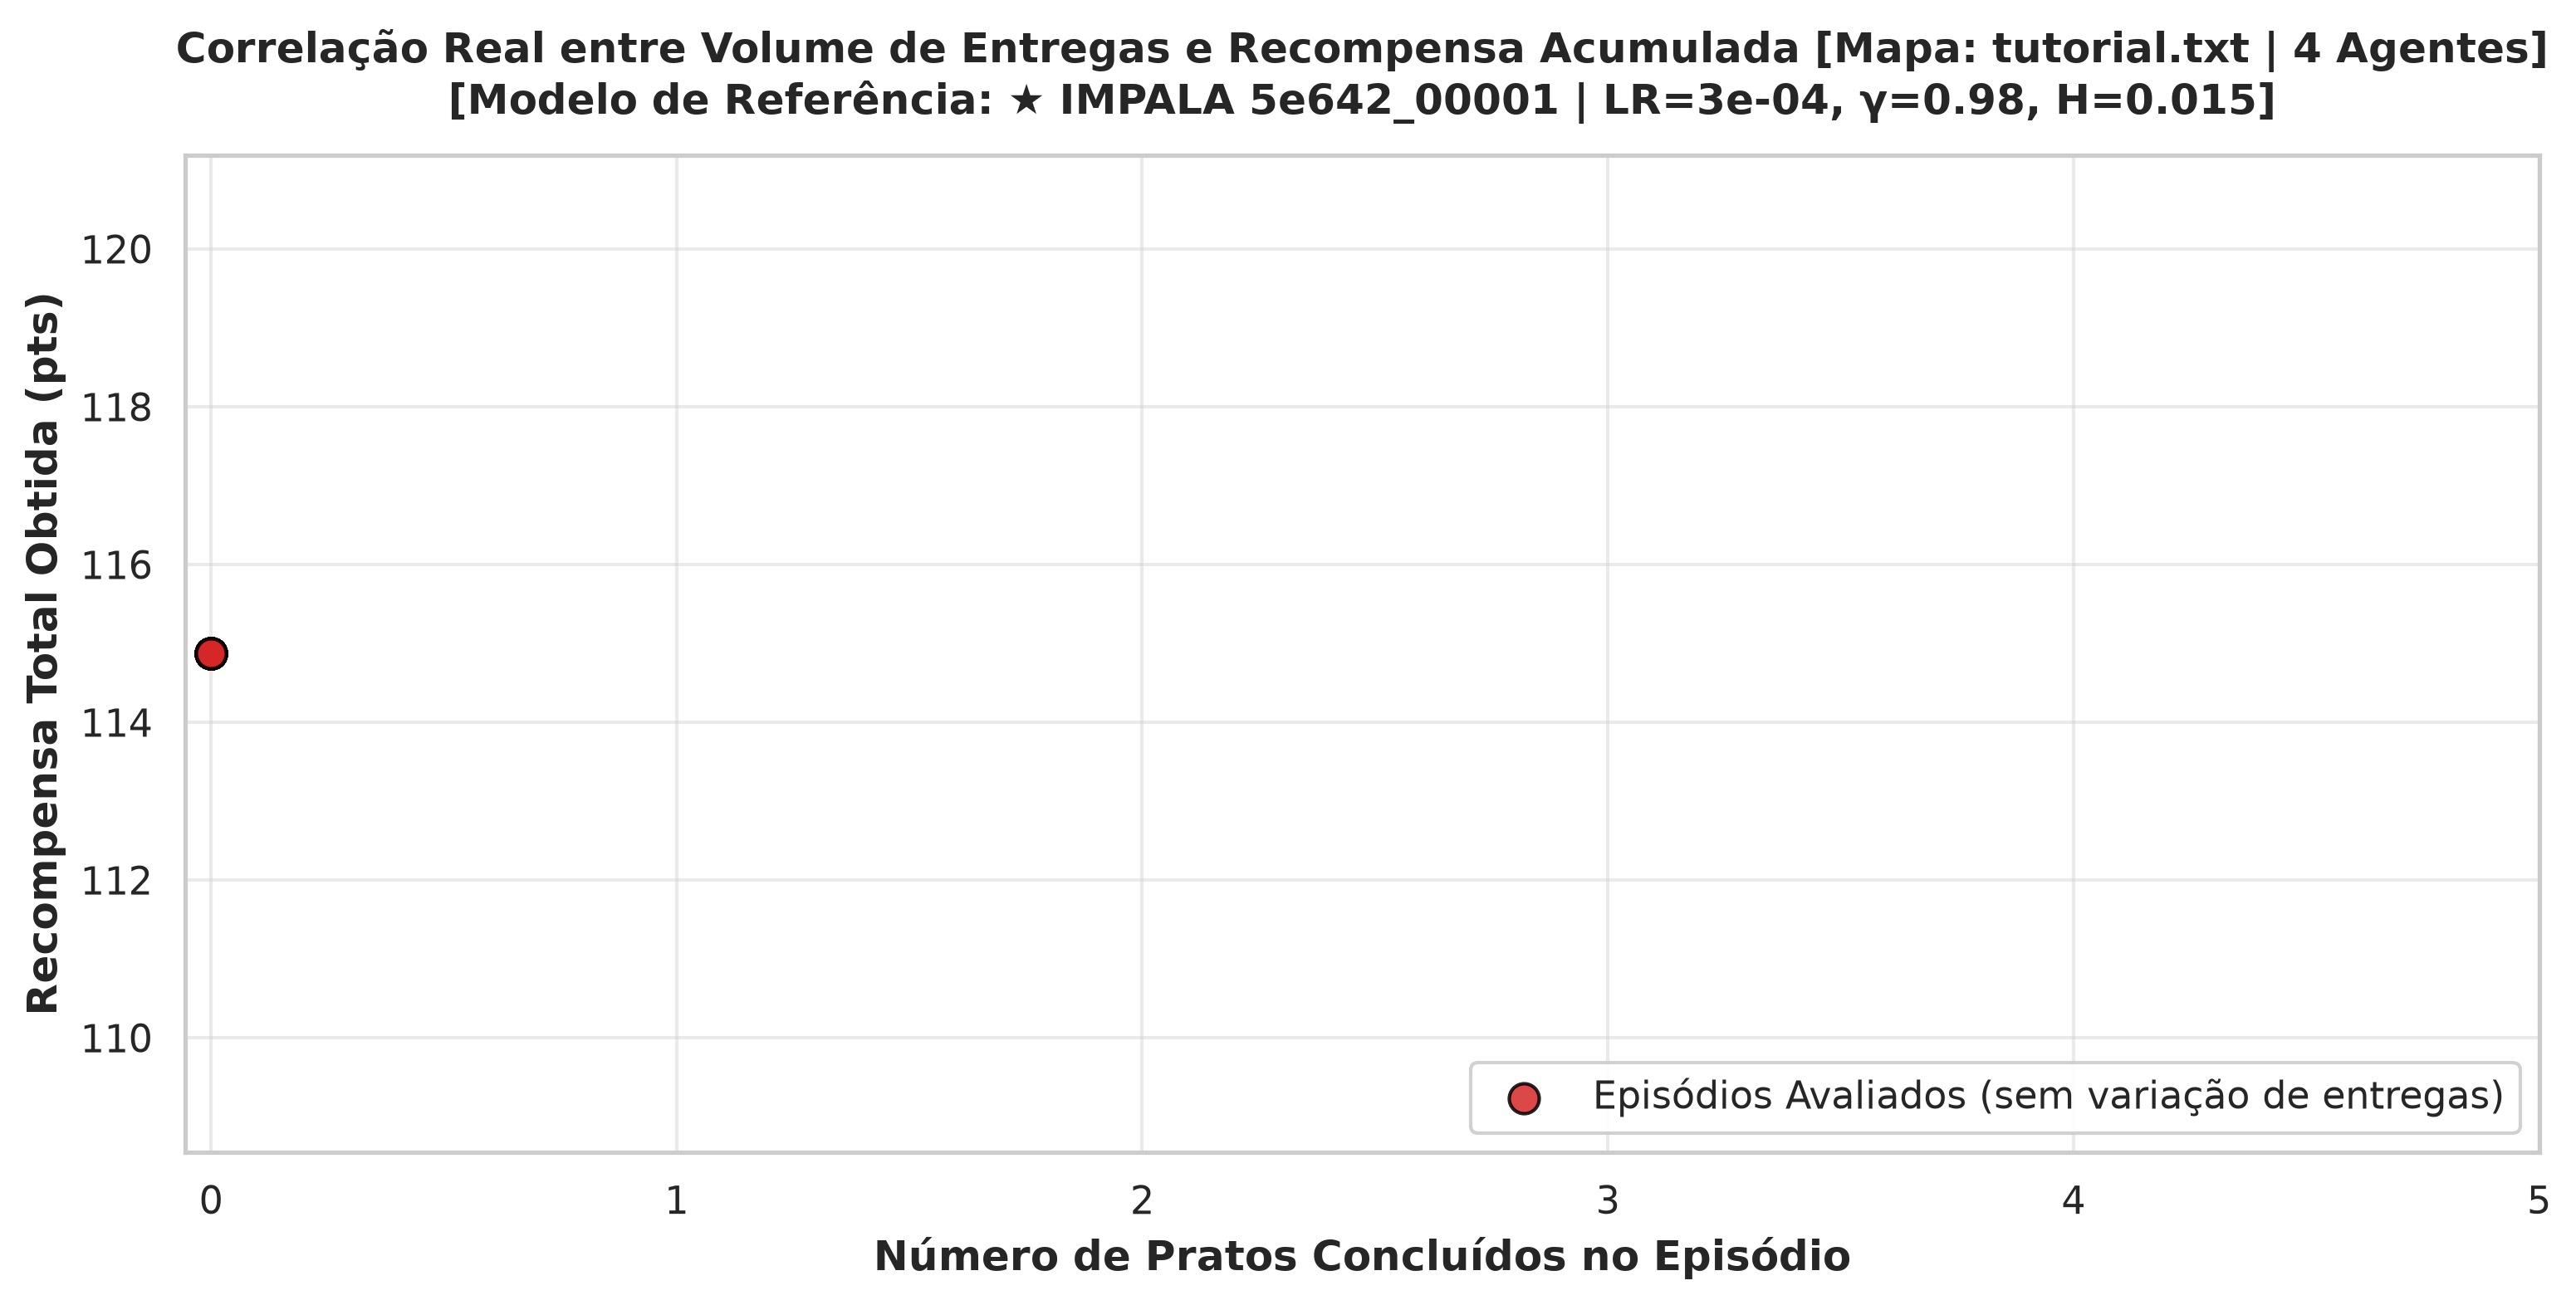 Correlação Real entre Volume de Entregas e Recompensa Acumulada [Mapa: tutorial.txt | 4 Agentes]
[Modelo de Referência: ★ IMPALA 5e642_00001 | LR=3e-04, γ=0.98, H=0.015]
Recompensa Total Obtida (pts)
120
118
116
114
112
110
Episódios Avaliados (sem variação de entregas)
0 1 2 3 4 5
Número de Pratos Concluídos no Episódio